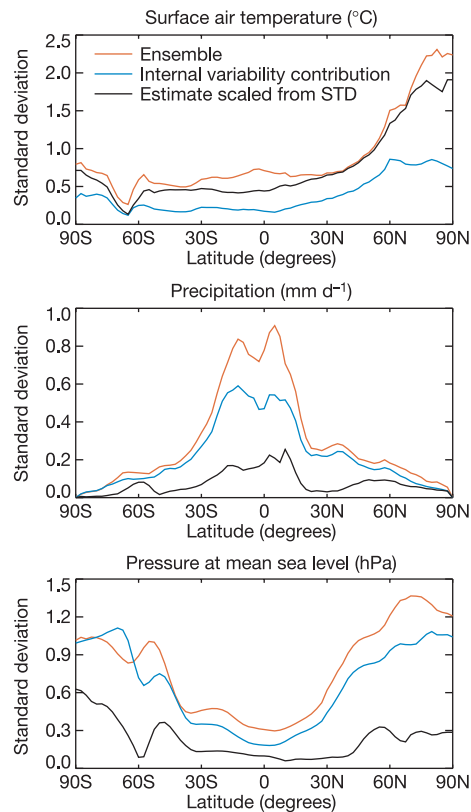 Surface air temperature (°C)
Standard deviation
2.5
2.0
1.5
1.0
0.5
0.0
Ensemble
Internal variability contribution
Estimate scaled from STD
90S 60S 30S 0 30N 60N 90N
Latitude (degrees)
Precipitation (mm d⁻¹)
Standard deviation
1.0
0.8
0.6
0.4
0.2
0.0
90S 60S 30S 0 30N 60N 90N
Latitude (degrees)
Pressure at mean sea level (hPa)
Standard deviation
1.5
1.2
0.9
0.6
0.3
0.0
90S 60S 30S 0 30N 60N 90N
Latitude (degrees)